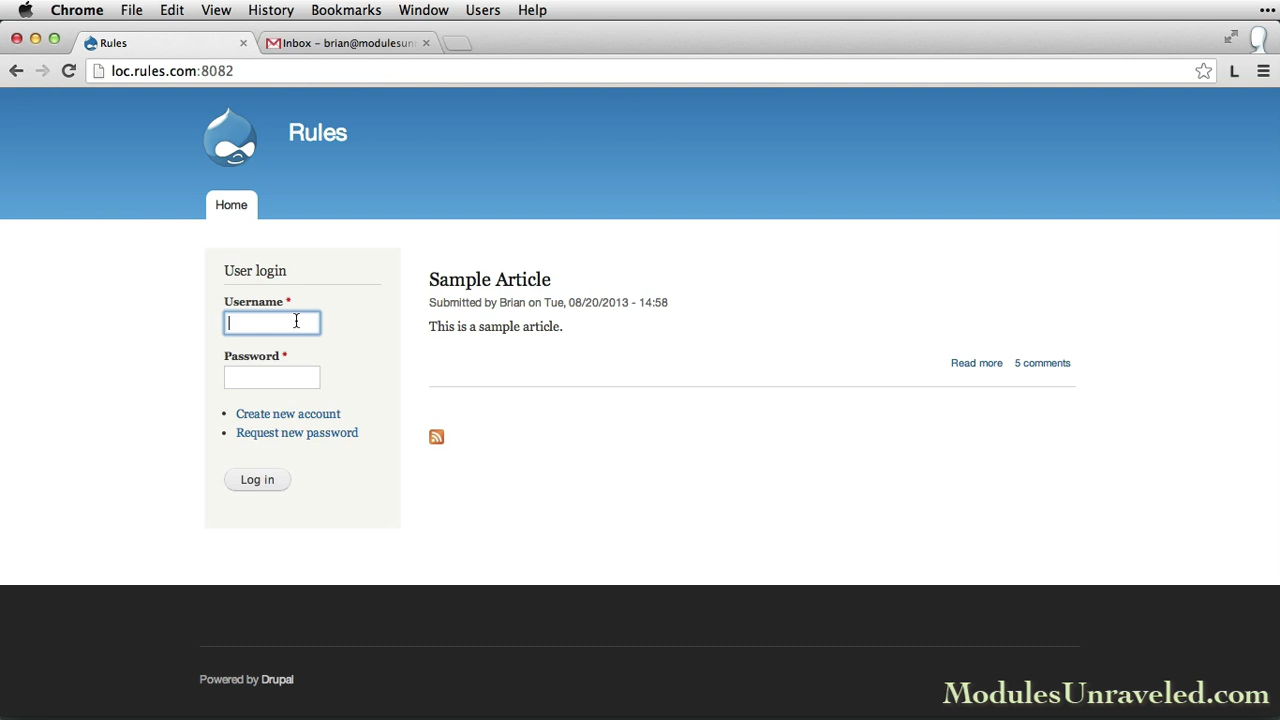 Chrome File Edit View History Bookmarks Window Users Help
Rules Inbox – brian@modulesun
loc.rules.com:8082 L
Rules
Home
User login
Username *
Password *
Create new account
Request new password
Log in
Sample Article
Submitted by Brian on Tue, 08/20/2013 - 14:58
This is a sample article.
Read more 5 comments
Powered by Drupal
ModulesUnraveled.com